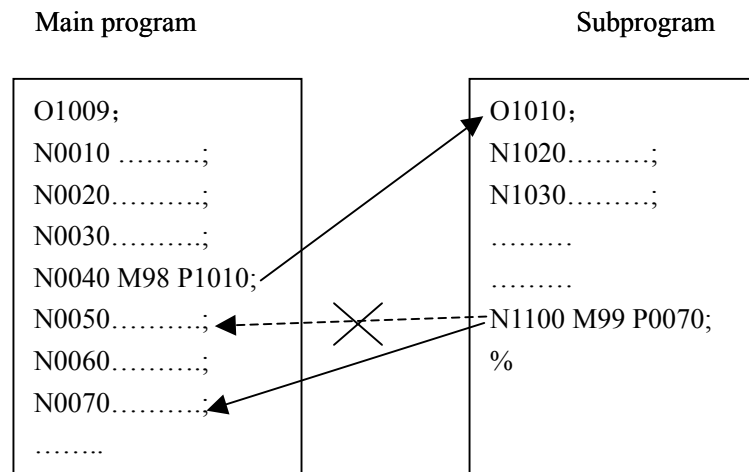 Main program
O1009;
N0010 ………;
N0020……….;
N0030……….;
N0040 M98 P1010;
N0050……….;
N0060……….;
N0070……….;
……..
Subprogram
O1010;
N1020………;
N1030………;
………
………
N1100 M99 P0070;
%